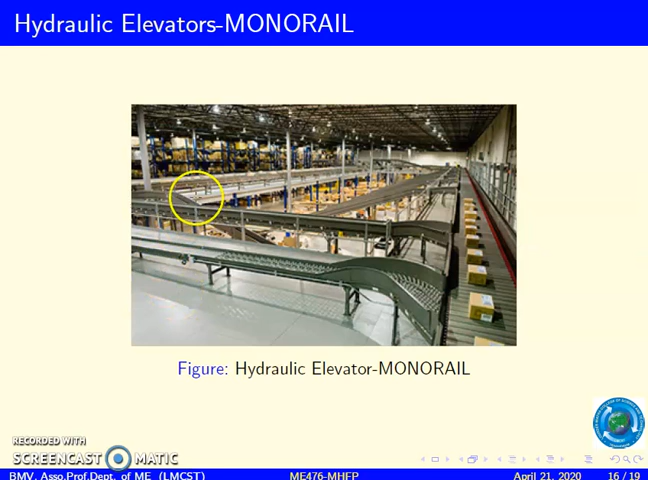 Hydraulic Elevators-MONORAIL
Figure: Hydraulic Elevator-MONORAIL
RECORDED WITH
SCREENCAST MATIC
BMV, Asso.Prof.Dept. of ME (LMCST) ME476-MHFP April 21, 2020 16 / 19